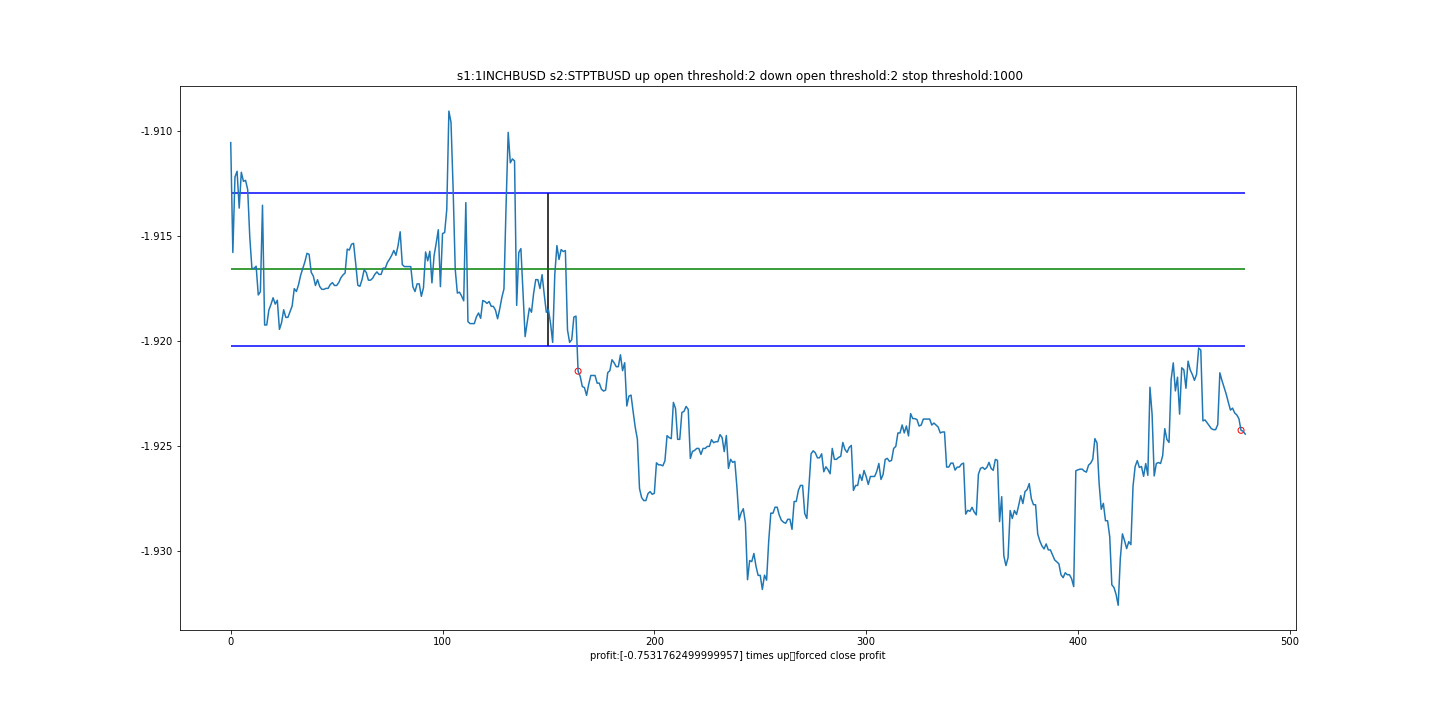 s1:1INCHBUSD s2:STPTBUSD up open threshold:2 down open threshold:2 stop threshold:1000
-1.910
-1.915
-1.920
-1.925
-1.930
0 100 200 300 400 500
profit:[-0.7531762499999957] times up▯forced close profit